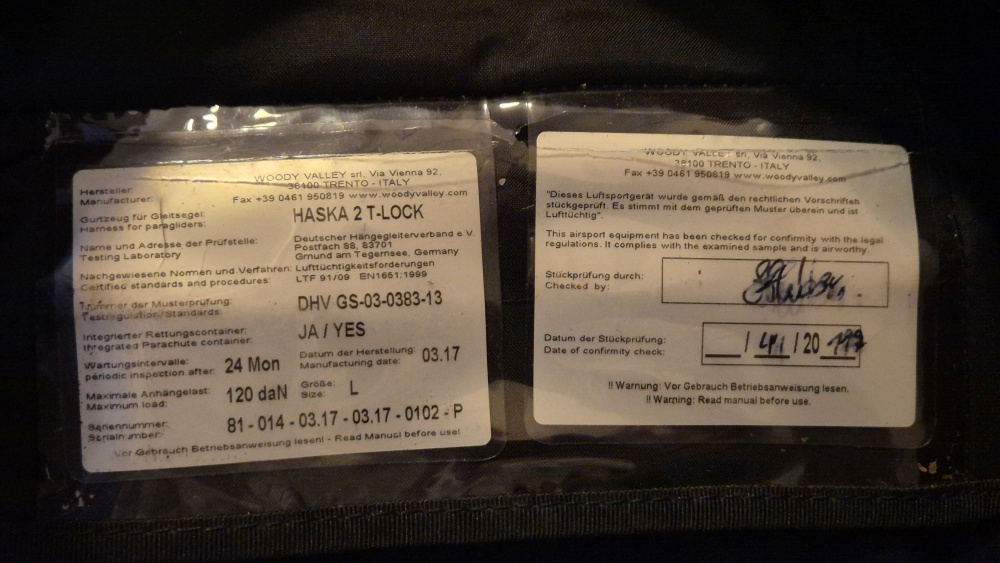 WOODY VALLEY srl, Via Vienna 92,
38100 TRENTO - ITALY
Hersteller:
Manufacturer:
Fax +39 0461 950819 www.woodyvalley.com
Gurtzeug für Gleitsegel:
Harness for paragliders:
HASKA 2 T-LOCK
Name und Adresse der Prüfstelle:
Testing Laboratory
Deutscher Hängegleiterverband e.V.
Postfach 88, 83701
Gmund am Tegernsee, Germany
Nachgewiesene Normen und Verfahren:
Certified standards and procedures:
Lufttüchtigkeitsforderungen
LTF 91/09 EN1651:1999
Nummer der Musterprüfung:
Testregulation/Standards:
DHV GS-03-0383-13
Integrierter Rettungscontainer:
Integrated Parachute container:
JA / YES
Wartungsintervalle:
periodic inspection after:
24 Mon
Datum der Herstellung:
Manufacturing date:
03.17
Maximale Anhängelast:
Maximum load:
120 daN
Größe:
Size:
L
Seriennummer:
Serialnumber:
81 - 014 - 03.17 - 03.17 - 0102 - P
Vor Gebrauch Betriebsanweisung lesen! - Read Manual before use!
WOODY VALLEY srl, Via Vienna 92,
38100 TRENTO - ITALY
Fax +39 0461 950819 www.woodyvalley.com
"Dieses Luftsportgerät wurde gemäß den rechtlichen Vorschriften
stückgeprüft. Es stimmt mit dem geprüften Muster überein und ist
Lufttüchtig".
This airsport equipment has been checked for confirmity with the legal
regulations. It complies with the examined sample and is airworthy.
Stückprüfung durch:
Checked by:
Datum der Stückprüfung:
Date of confirmity check:
/ / 20
!! Warnung: Vor Gebrauch Betriebsanweisung lesen.
!! Warning: Read manual before use.